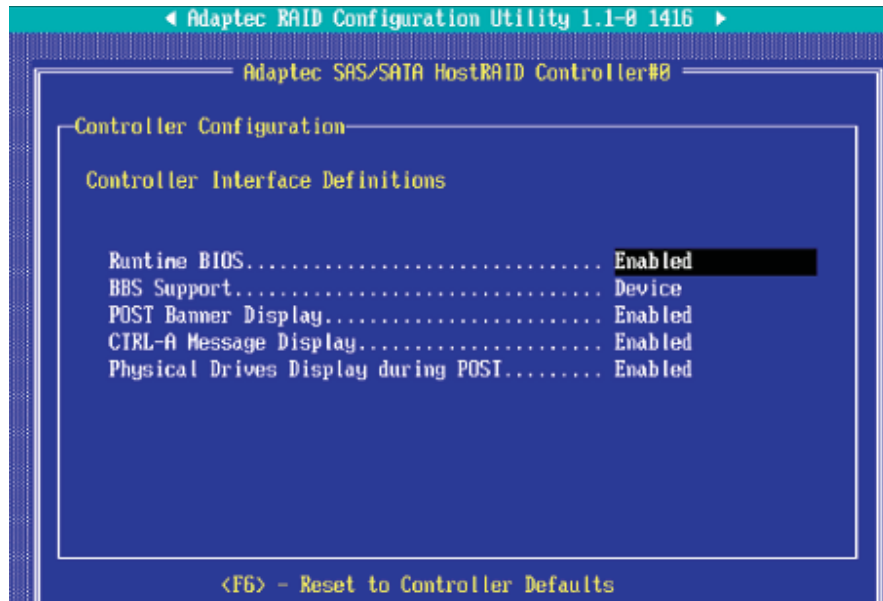 ◄ Adaptec RAID Configuration Utility 1.1-0 1416 ►
Adaptec SAS/SATA HostRAID Controller#0
Controller Configuration
Controller Interface Definitions
Runtime BIOS................................ Enabled
BBS Support................................. Device
POST Banner Display......................... Enabled
CTRL-A Message Display...................... Enabled
Physical Drives Display during POST......... Enabled
<F6> - Reset to Controller Defaults